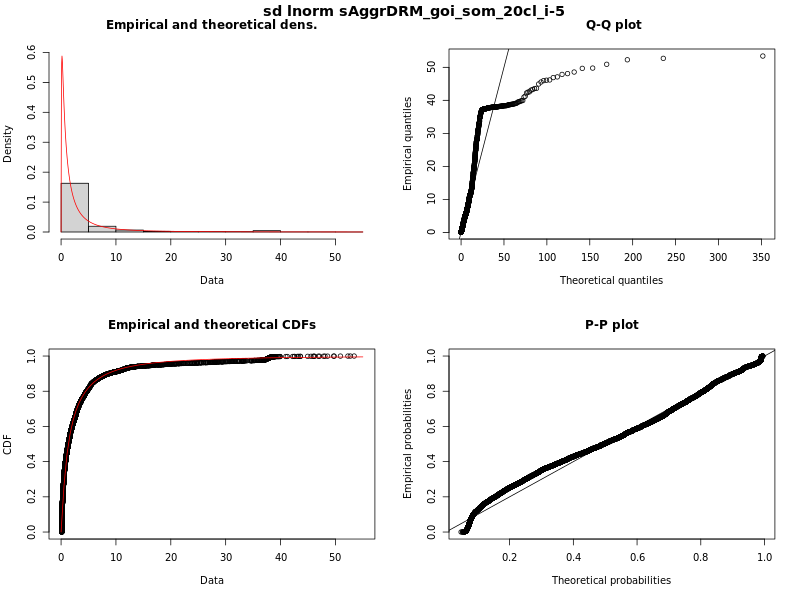 sd lnorm sAggrDRM_goi_som_20cl_i-5
Empirical and theoretical dens.
Density
0.0 0.1 0.2 0.3 0.4 0.5 0.6
0 10 20 30 40 50
Data
Q-Q plot
Empirical quantiles
0 10 20 30 40 50
0 50 100 150 200 250 300 350
Theoretical quantiles
Empirical and theoretical CDFs
CDF
0.0 0.2 0.4 0.6 0.8 1.0
0 10 20 30 40 50
Data
P-P plot
Empirical probabilities
0.0 0.2 0.4 0.6 0.8 1.0
0.2 0.4 0.6 0.8 1.0
Theoretical probabilities